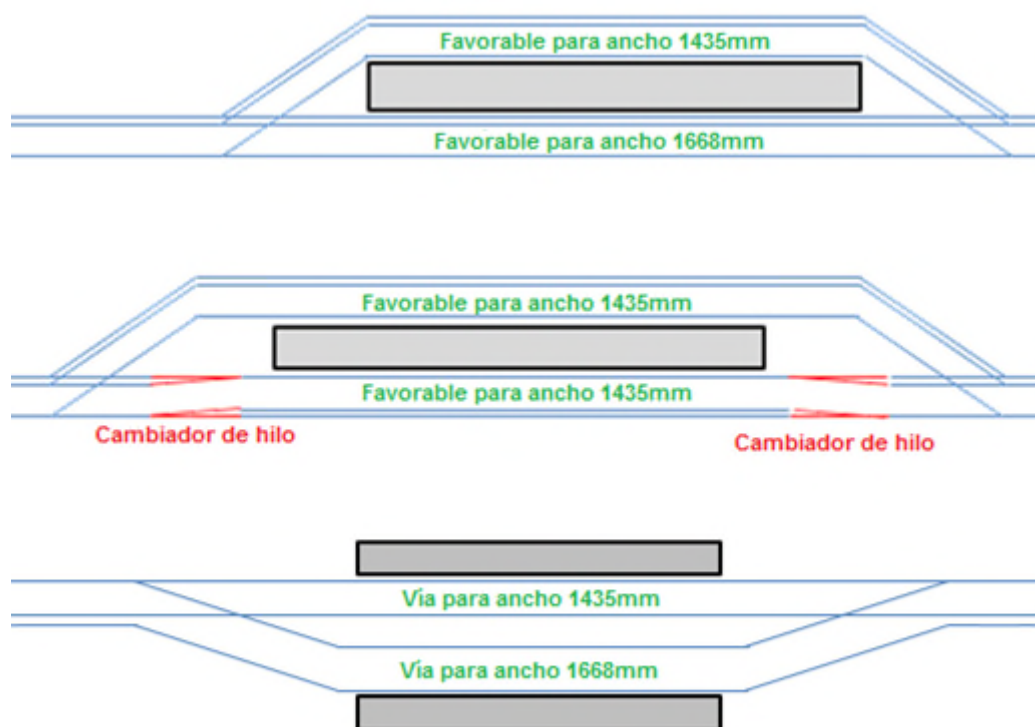 Favorable para ancho 1435mm
Favorable para ancho 1668mm
Favorable para ancho 1435mm
Favorable para ancho 1435mm
Cambiador de hilo
Cambiador de hilo
Vía para ancho 1435mm
Vía para ancho 1668mm